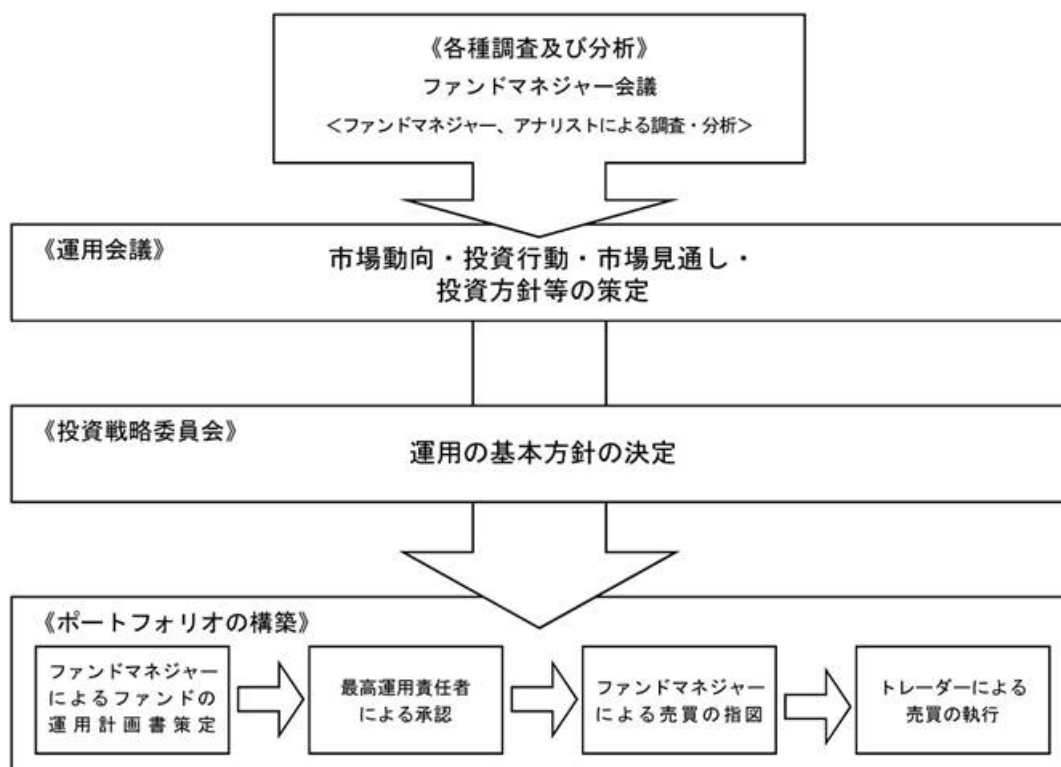 《各種調査及び分析》
ファンドマネジャー会議
<ファンドマネジャー、アナリストによる調査・分析>
《運用会議》
市場動向・投資行動・市場見通し・
投資方針等の策定
《投資戦略委員会》
運用の基本方針の決定
《ポートフォリオの構築》
ファンドマネジャー
によるファンドの
運用計画書策定
最高運用責任者
による承認
ファンドマネジャー
による売買の指図
トレーダーによる
売買の執行